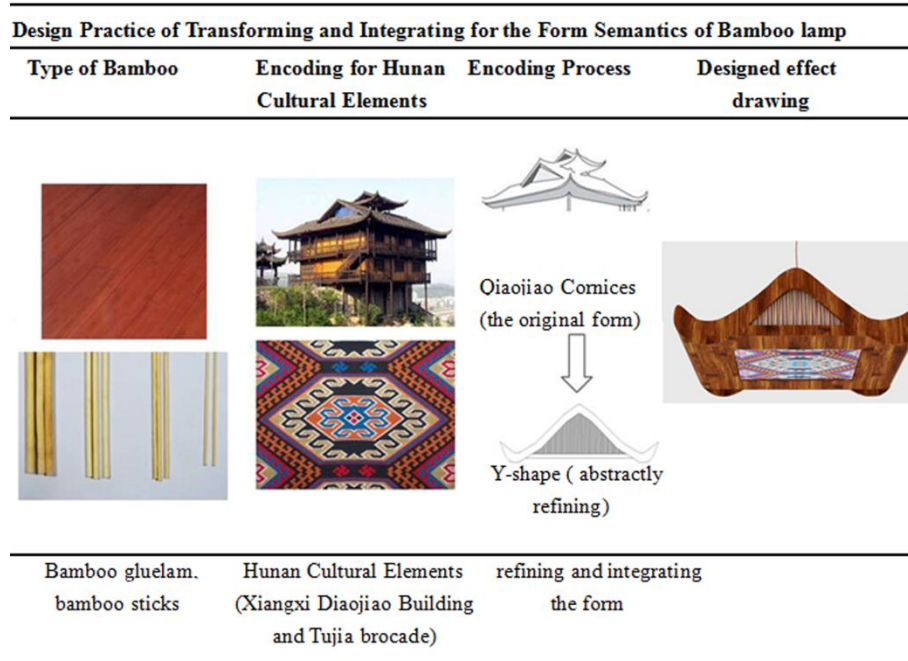 Design Practice of Transforming and Integrating for the Form Semantics of Bamboo lamp
Type of Bamboo
Encoding for Hunan
Cultural Elements
Encoding Process
Designed effect
drawing
Qiaojiao Cornices
(the original form)
Y-shape ( abstractly
refining)
Bamboo gluelam.
bamboo sticks
Hunan Cultural Elements
(Xiangxi Diaojiao Building
and Tujia brocade)
refining and integrating
the form